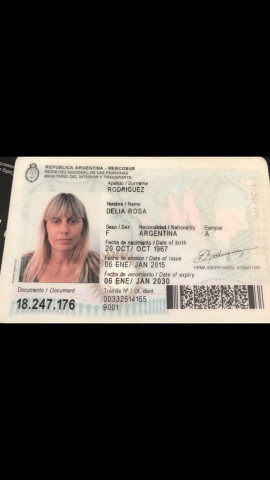 REPUBLICA ARGENTINA - MERCOSUR
REGISTRO NACIONAL DE LAS PERSONAS
MINISTERIO DEL INTERIOR Y TRANSPORTE
Apellido / Surname
RODRIGUEZ
Nombre / Name
DELIA ROSA
Sexo / Sex Nacionalidad / Nationality Ejemplar
F ARGENTINA A
Fecha de nacimiento / Date of birth
20 OCT/ OCT 1967
Fecha de emisión / Date of issue
06 ENE/ JAN 2015
FIRMA IDENTIFICADO/ SIGNATURE
Fecha de vencimiento / Date of expiry
06 ENE/ JAN 2030
Documento / Document
Trámite N° / Of. ident.
18.247.176
00332514165
9001